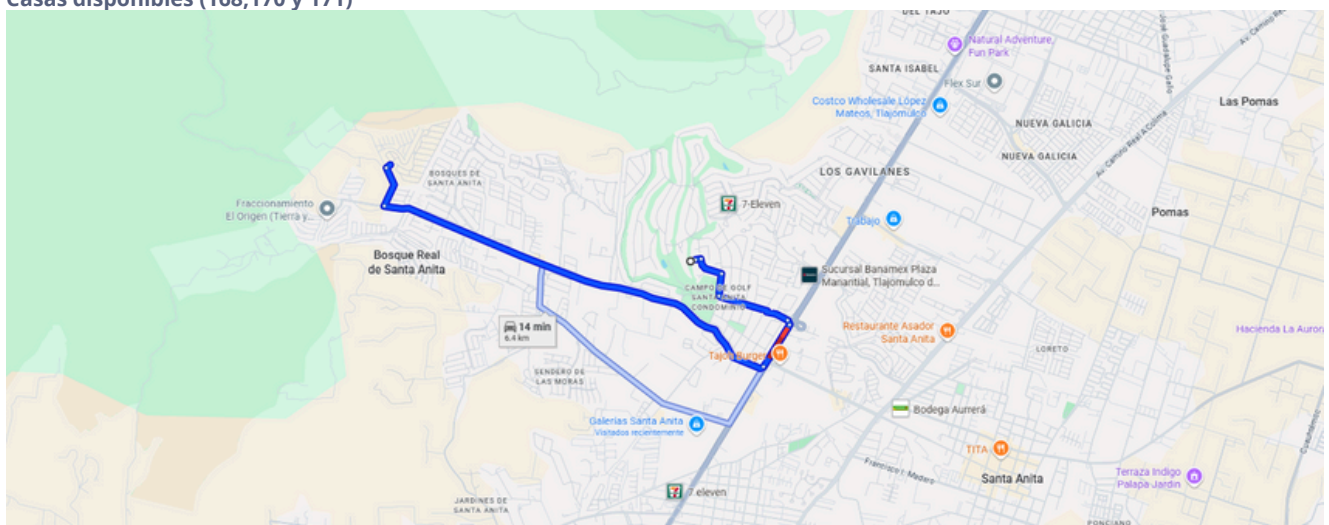 Casas disponibles (168,170 y 171)
DEL TAJO
Natural Adventure,
Fun Park
SANTA ISABEL
Flex Sur
Costco Wholesale López
Mateos, Tlajomulco
Las Pomas
NUEVA GALICIA
NUEVA GALICIA
Av. Camino Real A Colima
LOS GAVILANES
BOSQUES DE
SANTA ANITA
Fraccionamiento
El Origen (Tierra y...
7-Eleven
Trabajo
Pomas
Bosque Real
de Santa Anita
CAMPO DE GOLF
SANTA ANITA
CONDOMINIO
Sucursal Banamex Plaza
Manantial, Tlajomulco d...
14 min
6.4 km
Restaurante Asador
Santa Anita
Hacienda La Auror
Tajos Burger
LORETO
SENDERO DE
LAS MORAS
Galerías Santa Anita
Visitados recientemente
Bodega Aurrerá
TITA
Francisco I. Madero
Santa Anita
Terraza Indigo
Palapa Jardín
7 eleven
JARDINES DE
SANTA ANITA
PONCIANO